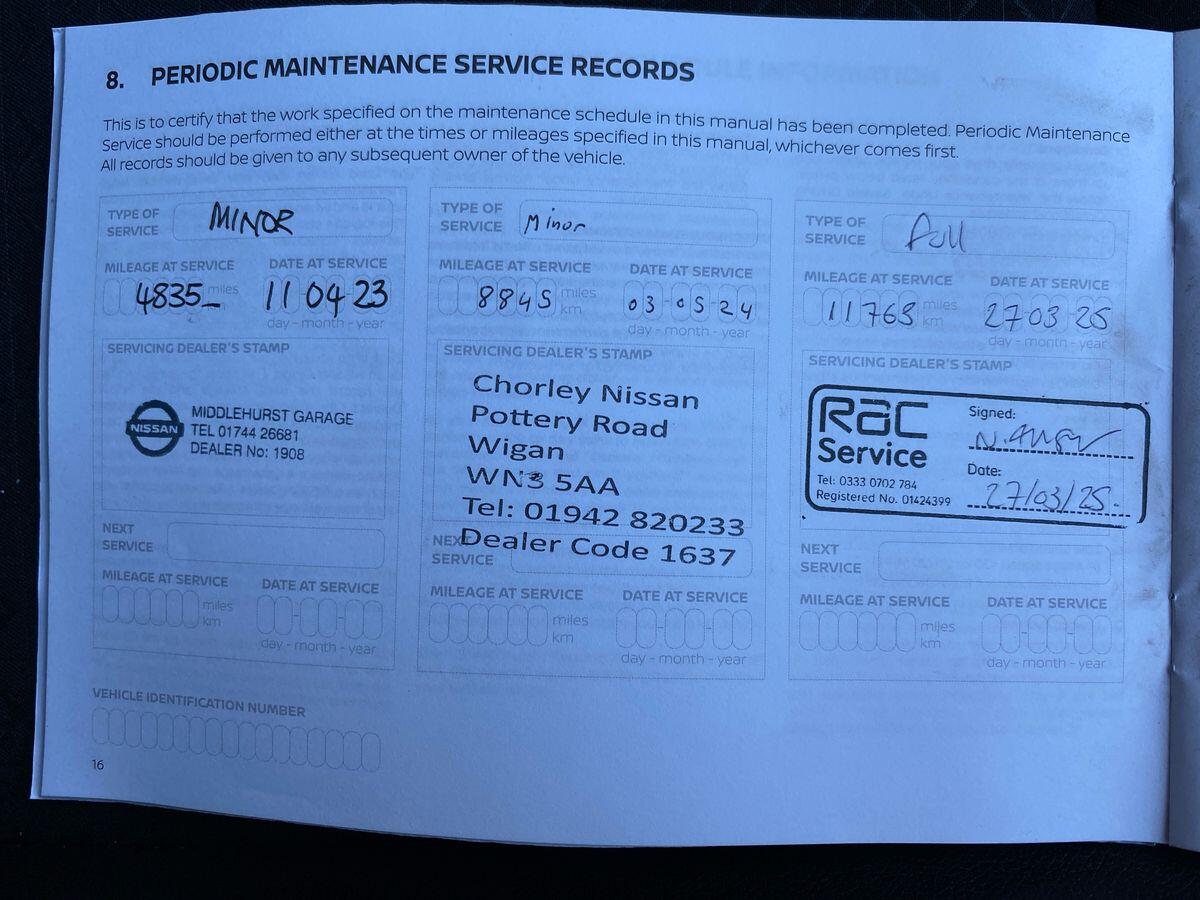 8. PERIODIC MAINTENANCE SERVICE RECORDS
This is to certify that the work specified on the maintenance schedule in this manual has been completed. Periodic Maintenance
Service should be performed either at the times or mileages specified in this manual, whichever comes first.
All records should be given to any subsequent owner of the vehicle.
TYPE OF
SERVICE
MINOR
MILEAGE AT SERVICE
DATE AT SERVICE
4835_ miles
11 04 23
day - month - year
SERVICING DEALER'S STAMP
NISSAN
MIDDLEHURST GARAGE
TEL 01744 26681
DEALER No: 1908
NEXT
SERVICE
MILEAGE AT SERVICE
DATE AT SERVICE
miles
km
day - month - year
TYPE OF
SERVICE
Minor
MILEAGE AT SERVICE
DATE AT SERVICE
8845 miles
km
03 - 05 - 24
day - month - year
SERVICING DEALER'S STAMP
Chorley Nissan
Pottery Road
Wigan
WN3 5AA
Tel: 01942 820233
Dealer Code 1637
NEXT
SERVICE
MILEAGE AT SERVICE
DATE AT SERVICE
miles
km
day - month - year
TYPE OF
SERVICE
Full
MILEAGE AT SERVICE
DATE AT SERVICE
11768 miles
km
27 03 25
day - month - year
SERVICING DEALER'S STAMP
RAC
Service
Tel: 0333 0702 784
Registered No. 01424399
Signed:
Date:
27/03/25.
NEXT
SERVICE
MILEAGE AT SERVICE
DATE AT SERVICE
miles
km
day - month - year
VEHICLE IDENTIFICATION NUMBER
16